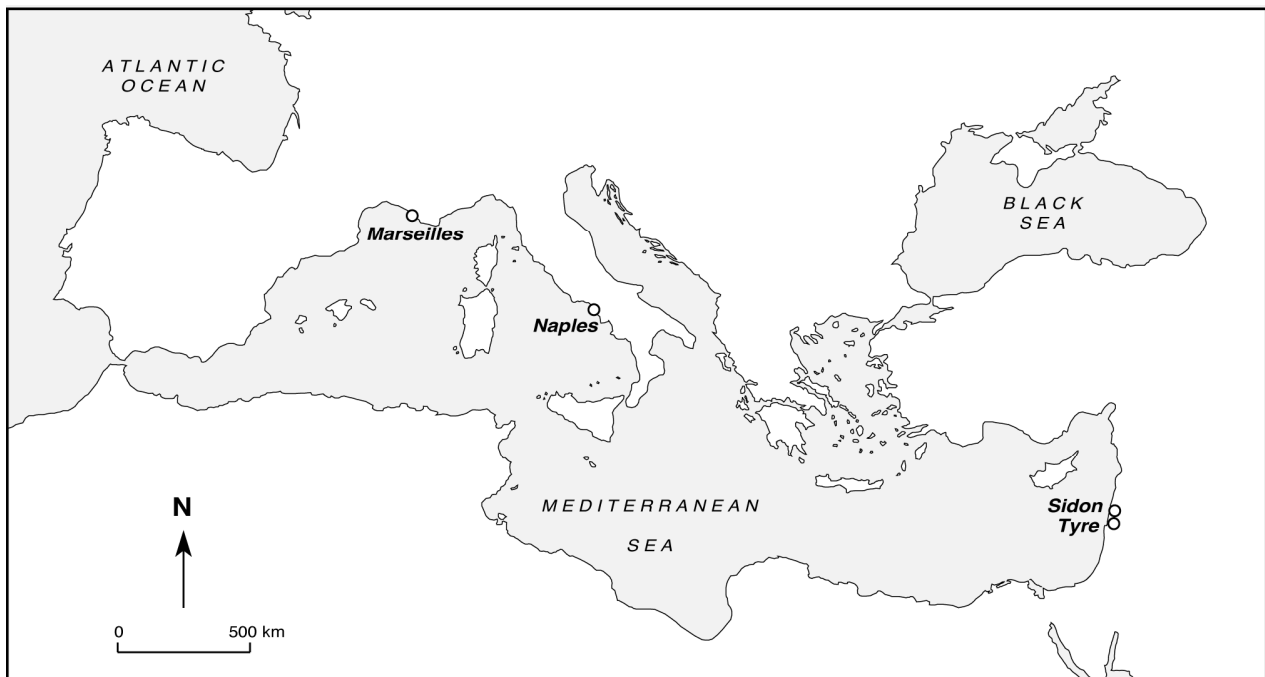 ATLANTIC
OCEAN
BLACK
SEA
Marseilles
Naples
MEDITERRANEAN
SEA
Sidon
Tyre
N
0 500 km